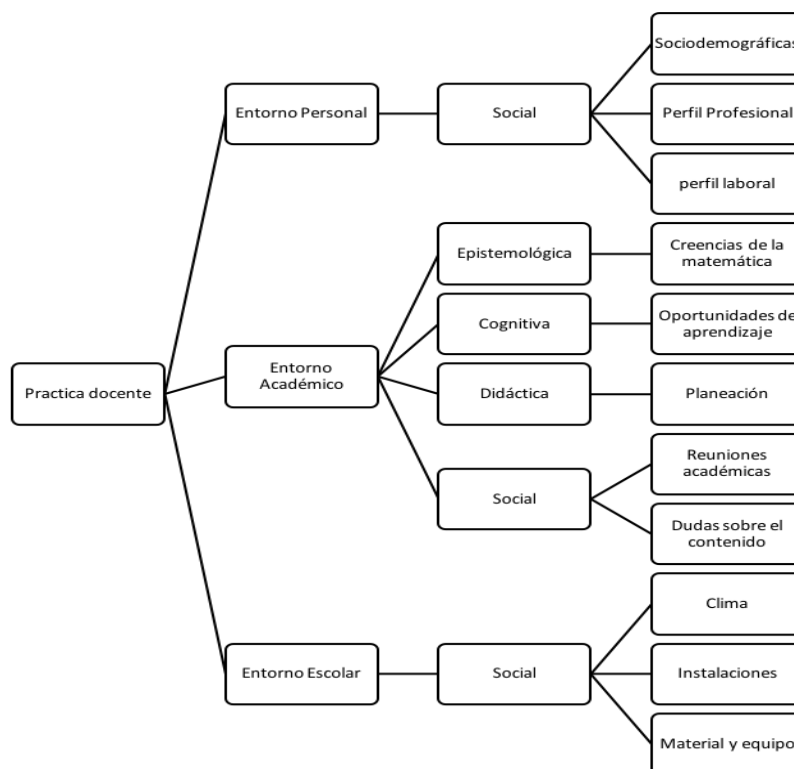 Practica docente
Entorno Personal
Social
Sociodemográficas
Perfil Profesional
perfil laboral
Entorno
Académico
Epistemológica
Creencias de la
matemática
Cognitiva
Oportunidades de
aprendizaje
Didáctica
Planeación
Social
Reuniones
académicas
Dudas sobre el
contenido
Entorno Escolar
Social
Clima
Instalaciones
Material y equipo